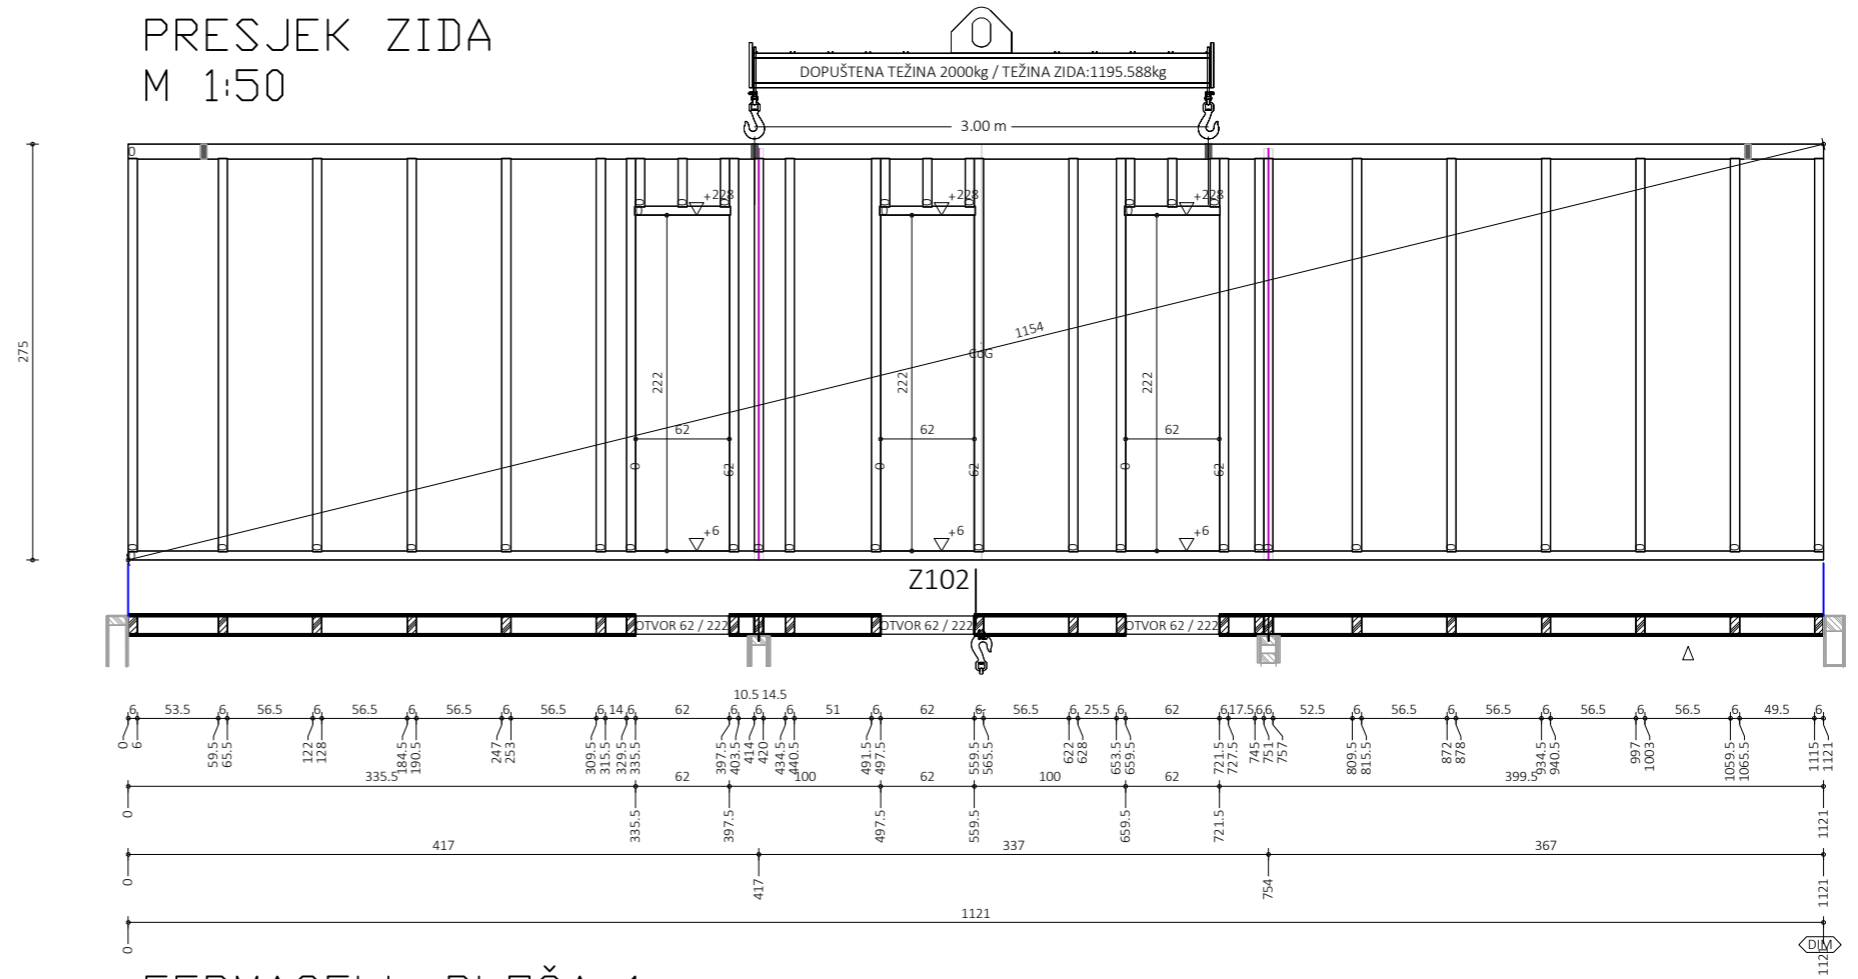 PRESJEK ZIDA
M 1:50
DOPUŠTENA TEŽINA 2000kg / TEŽINA ZIDA:1195.588kg
3.00 m
0
+228 +228 +228
275
1154
CoG
222 222 222
62 62 62
0 62 0 62 0 62
+6 +6 +6
0
Z102
OTVOR 62 / 222 OTVOR 62 / 222 OTVOR 62 / 222
10.5 14.5
6 53.5 6 56.5 6 56.5 6 56.5 6 56.5 6 14. 6 62 6 6 6 51 6 62 6 56.5 6 25.5 6 62 6 17.5 6 6 52.5 6 56.5 6 56.5 6 56.5 6 56.5 6 49.5 6
0 6 59.5 65.5 122 128 184.5 190.5 247 253 309.5 315.5 329.5 335.5 397.5 403.5 414 420 434.5 440.5 491.5 497.5 559.5 565.5 622 628 653.5 659.5 721.5 727.5 745 751 757 809.5 815.5 872 878 934.5 940.5 997 1003 1059.5 1065.5 1115 1121
335.5 62 100 62 100 62 399.5
0 335.5 397.5 497.5 559.5 659.5 721.5 1121
417 337 367
0 417 754 1121
1121
0
DIM